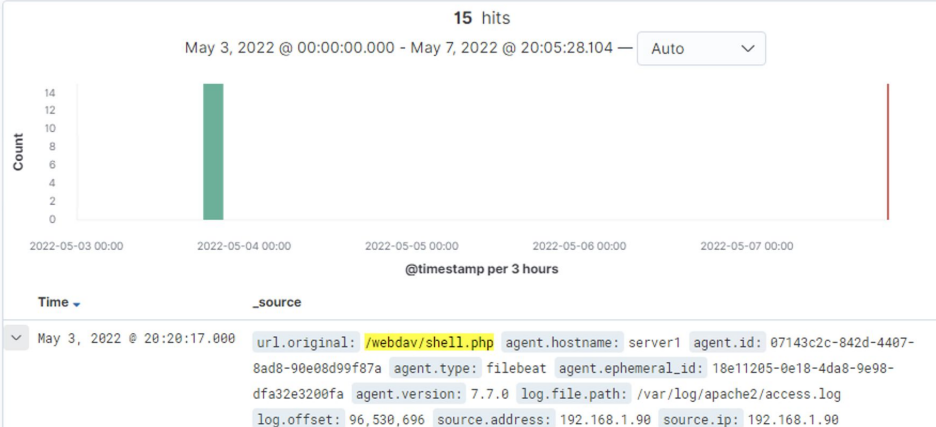 15 hits
May 3, 2022 @ 00:00:00.000 - May 7, 2022 @ 20:05:28.104 — Auto
14
12
10
8
6
4
2
0
Count
2022-05-03 00:00 2022-05-04 00:00 2022-05-05 00:00 2022-05-06 00:00 2022-05-07 00:00
@timestamp per 3 hours
Time _source
May 3, 2022 @ 20:20:17.000 url.original: /webdav/shell.php agent.hostname: server1 agent.id: 07143c2c-842d-4407-
8ad8-90e08d99f87a agent.type: filebeat agent.ephemeral_id: 18e11205-0e18-4da8-9e98-
dfa32e3200fa agent.version: 7.7.0 log.file.path: /var/log/apache2/access.log
log.offset: 96,530,696 source.address: 192.168.1.90 source.ip: 192.168.1.90